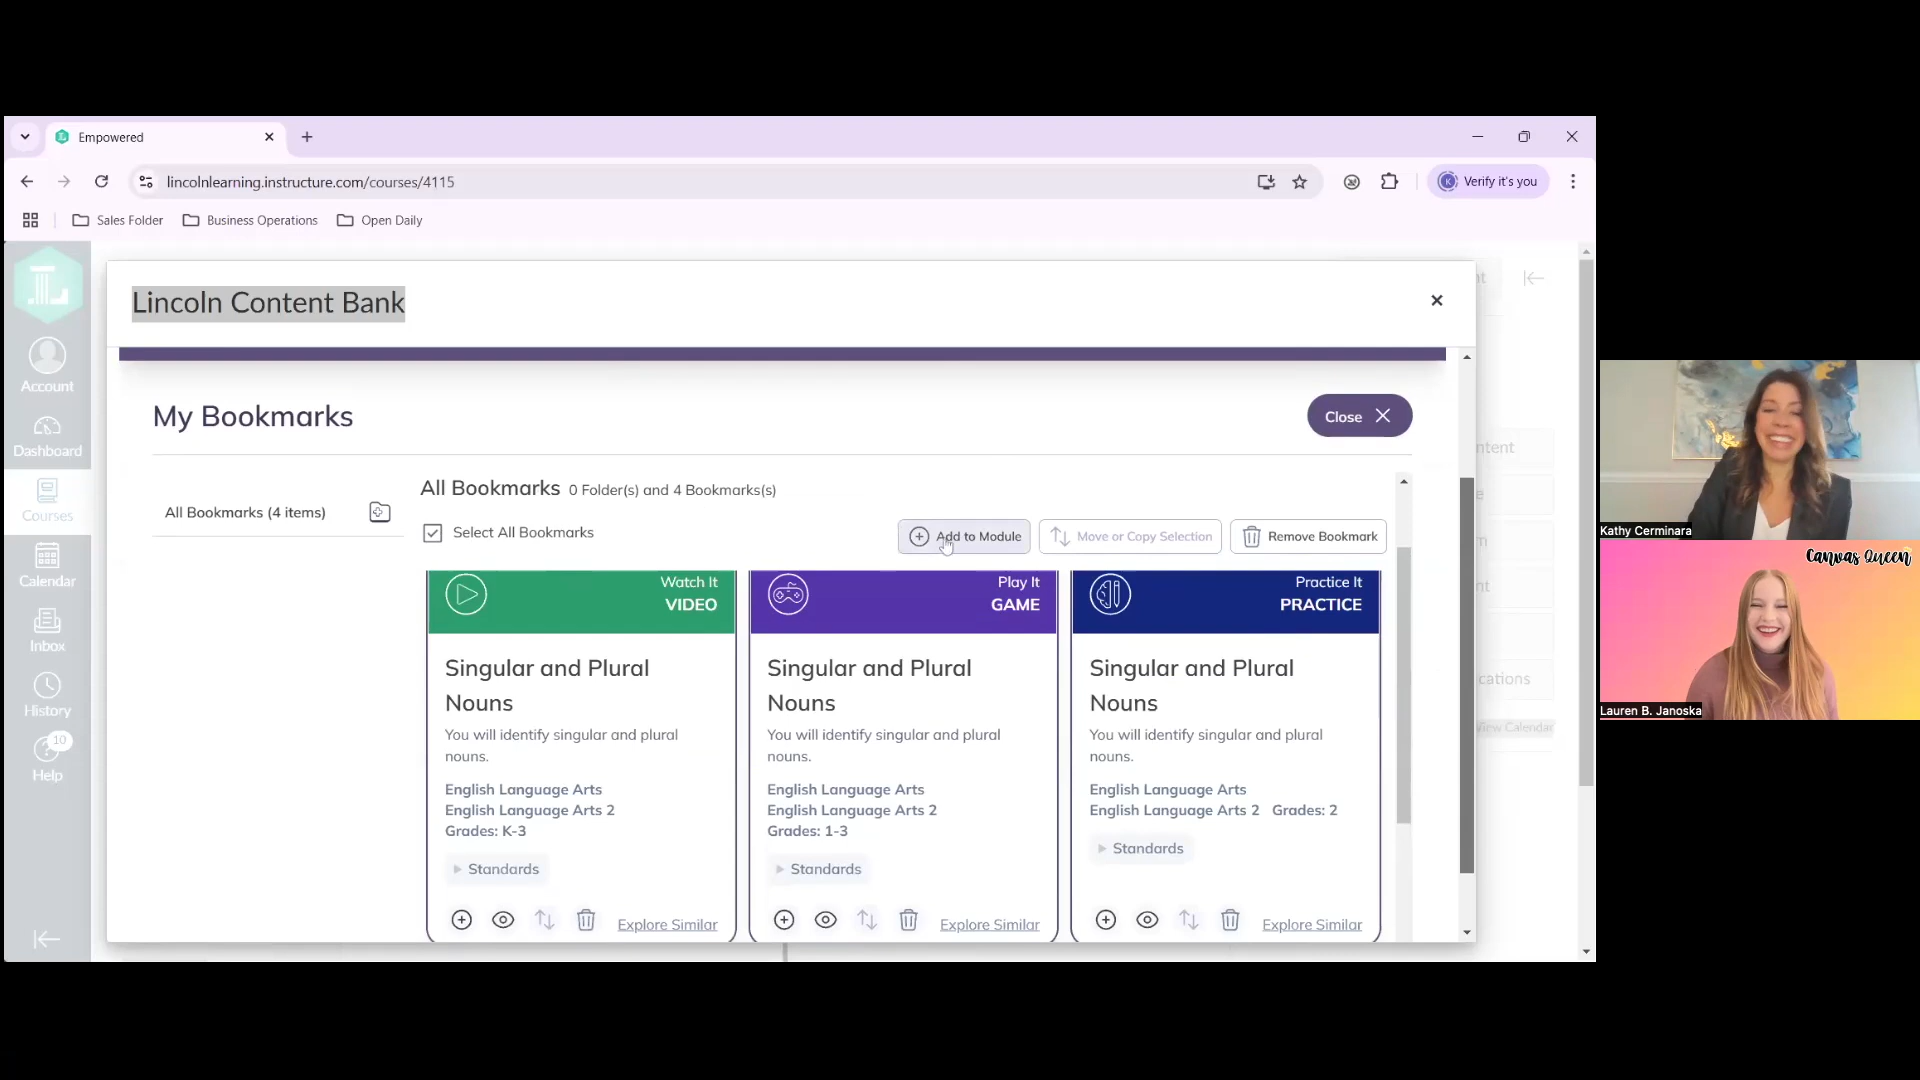 Empowered
lincolnlearning.instructure.com/courses/4115
K
Verify it's you
Sales Folder
Business Operations
Open Daily
Lincoln Content Bank
Account
Dashboard
Courses
Calendar
Inbox
History
10
Help
My Bookmarks
Close
All Bookmarks (4 items)
All Bookmarks 0 Folder(s) and 4 Bookmarks(s)
Select All Bookmarks
Add to Module
Move or Copy Selection
Remove Bookmark
Watch It
VIDEO
Singular and Plural
Nouns
You will identify singular and plural
nouns.
English Language Arts
English Language Arts 2
Grades: K-3
Standards
Explore Similar
Play It
GAME
Singular and Plural
Nouns
You will identify singular and plural
nouns.
English Language Arts
English Language Arts 2
Grades: 1-3
Standards
Explore Similar
Practice It
PRACTICE
Singular and Plural
Nouns
You will identify singular and plural
nouns.
English Language Arts
English Language Arts 2 Grades: 2
Standards
Explore Similar
View Calendar
Kathy Cerminara
Canvas Queen
Lauren B. Janoska